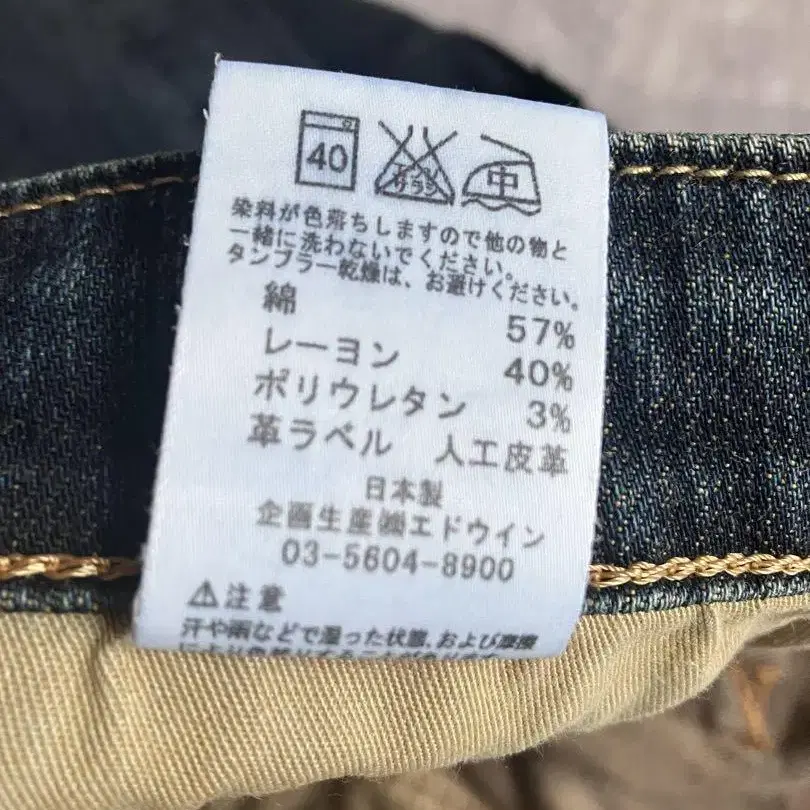 40 サラシ 中
染料が色落ちしますので他の物と
一緒に洗わないでください。
タンブラー乾燥は、お避けください。
綿 57%
レーヨン 40%
ポリウレタン 3%
革ラベル 人工皮革
日本製
企画生産㈱エドウイン
03-5604-8900
⚠注意
汗や雨などで湿った状態、および摩擦